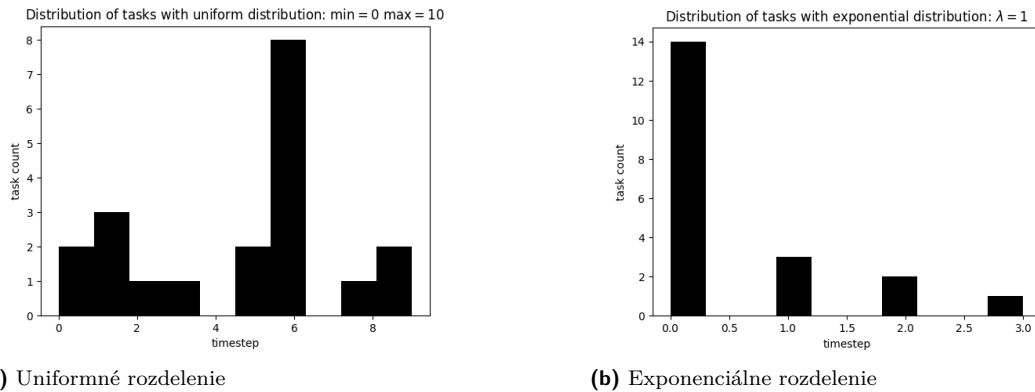 Distribution of tasks with uniform distribution: min = 0 max = 10
8
7
6
5
4
3
2
1
0
task count
0 2 4 6 8
timestep
) Uniformné rozdelenie
Distribution of tasks with exponential distribution: λ = 1
14
12
10
8
6
4
2
0
task count
0.0 0.5 1.0 1.5 2.0 2.5 3.0
timestep
(b) Exponenciálne rozdelenie